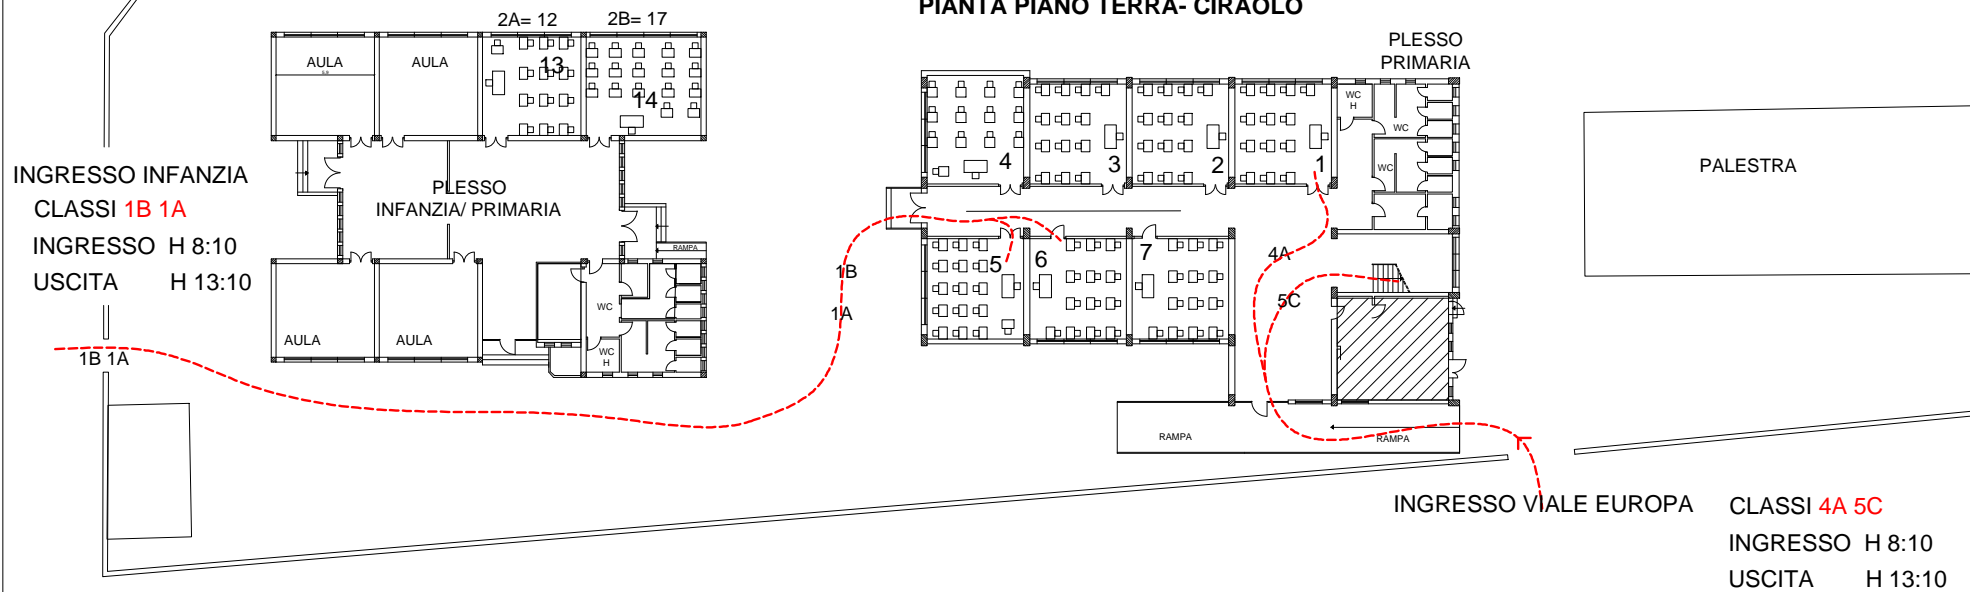 PIANTA PIANO TERRA- CIRAOLO
2A= 12
2B= 17
PLESSO
PRIMARIA
AULA
5.9
AULA
13
14
WC
H
WC
WC
4
3
2
1
PALESTRA
INGRESSO INFANZIA
CLASSI 1B 1A
INGRESSO H 8:10
USCITA H 13:10
PLESSO
INFANZIA/ PRIMARIA
RAMPA
5
6
7
4A
5C
1B
1A
WC
WC
H
AULA
AULA
1B 1A
RAMPA
RAMPA
INGRESSO VIALE EUROPA
CLASSI 4A 5C
INGRESSO H 8:10
USCITA H 13:10